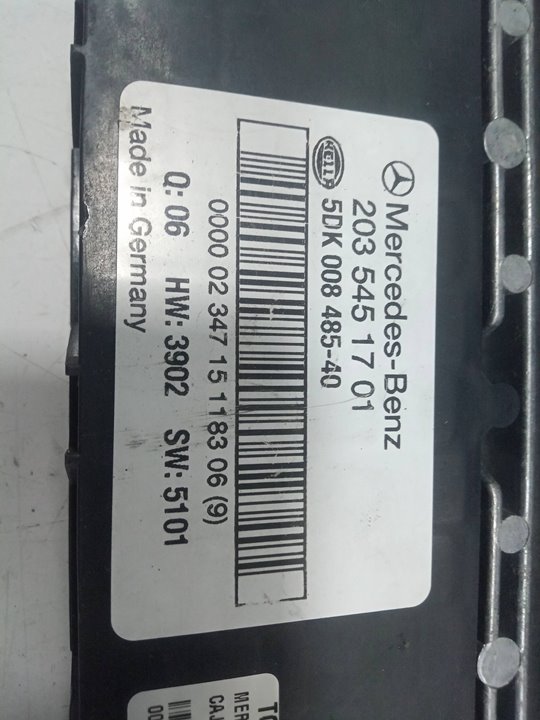 Mercedes-Benz
203 545 17 01
HELLA 5DK 008 485-40
0000 02 347 15 1183 06 (9)
Q: 06 HW: 3902 SW: 5101
Made in Germany